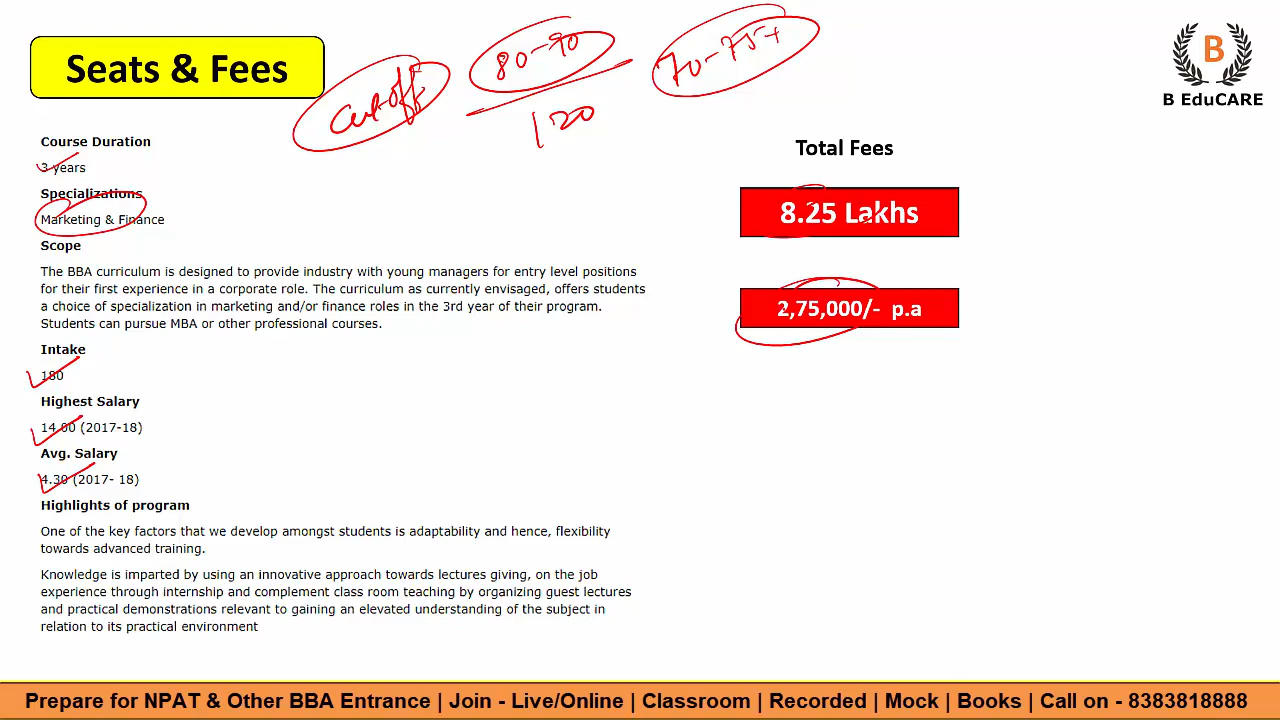 Seats & Fees
Cut-off
80-90
120
70-75+
B
B EduCARE
Course Duration
3 years
Specializations
Marketing & Finance
Scope
The BBA curriculum is designed to provide industry with young managers for entry level positions
for their first experience in a corporate role. The curriculum as currently envisaged, offers students
a choice of specialization in marketing and/or finance roles in the 3rd year of their program.
Students can pursue MBA or other professional courses.
Intake
180
Highest Salary
14.00 (2017-18)
Avg. Salary
4.30 (2017- 18)
Highlights of program
One of the key factors that we develop amongst students is adaptability and hence, flexibility
towards advanced training.
Knowledge is imparted by using an innovative approach towards lectures giving, on the job
experience through internship and complement class room teaching by organizing guest lectures
and practical demonstrations relevant to gaining an elevated understanding of the subject in
relation to its practical environment
Total Fees
8.25 Lakhs
2,75,000/- p.a
Prepare for NPAT & Other BBA Entrance | Join - Live/Online | Classroom | Recorded | Mock | Books | Call on - 8383818888